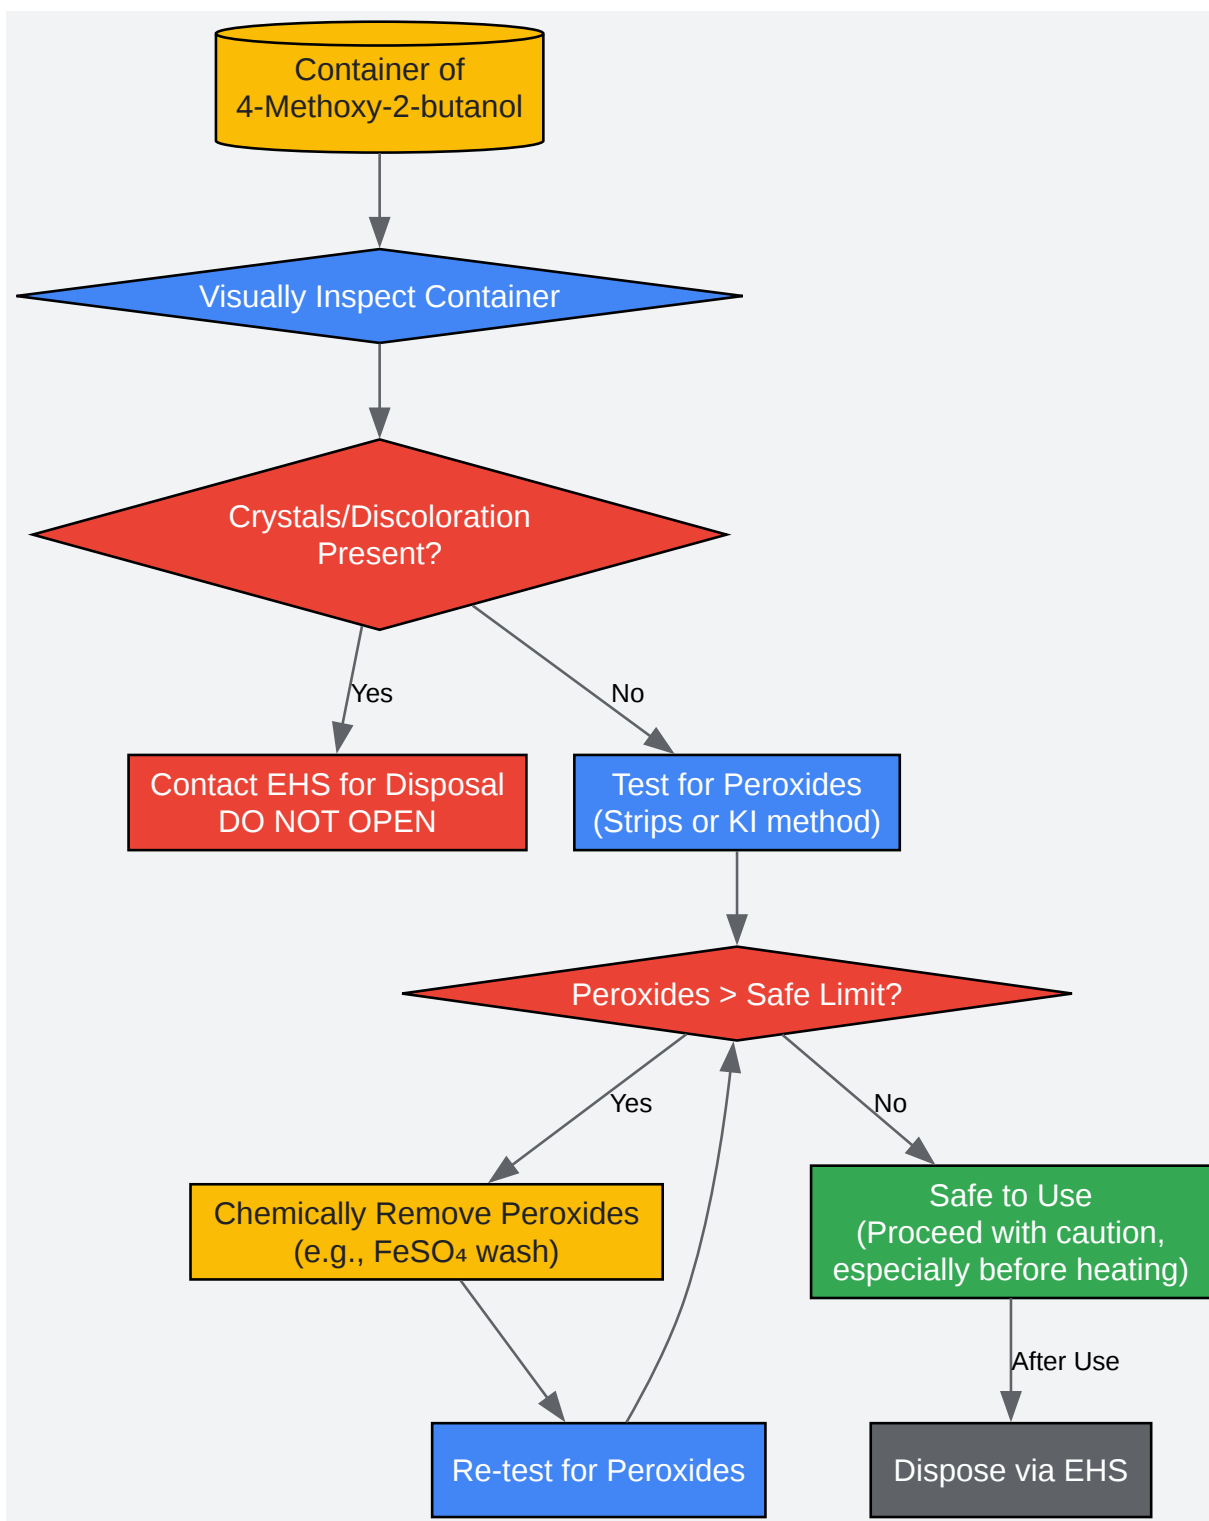 Container of
4-Methoxy-2-butanol
Visually Inspect Container
Crystals/Discoloration
Present?
Yes
No
Contact EHS for Disposal
DO NOT OPEN
Test for Peroxides
(Strips or KI method)
Peroxides > Safe Limit?
Yes
No
Chemically Remove Peroxides
(e.g., FeSO₄ wash)
Safe to Use
(Proceed with caution,
especially before heating)
After Use
Re-test for Peroxides
Dispose via EHS